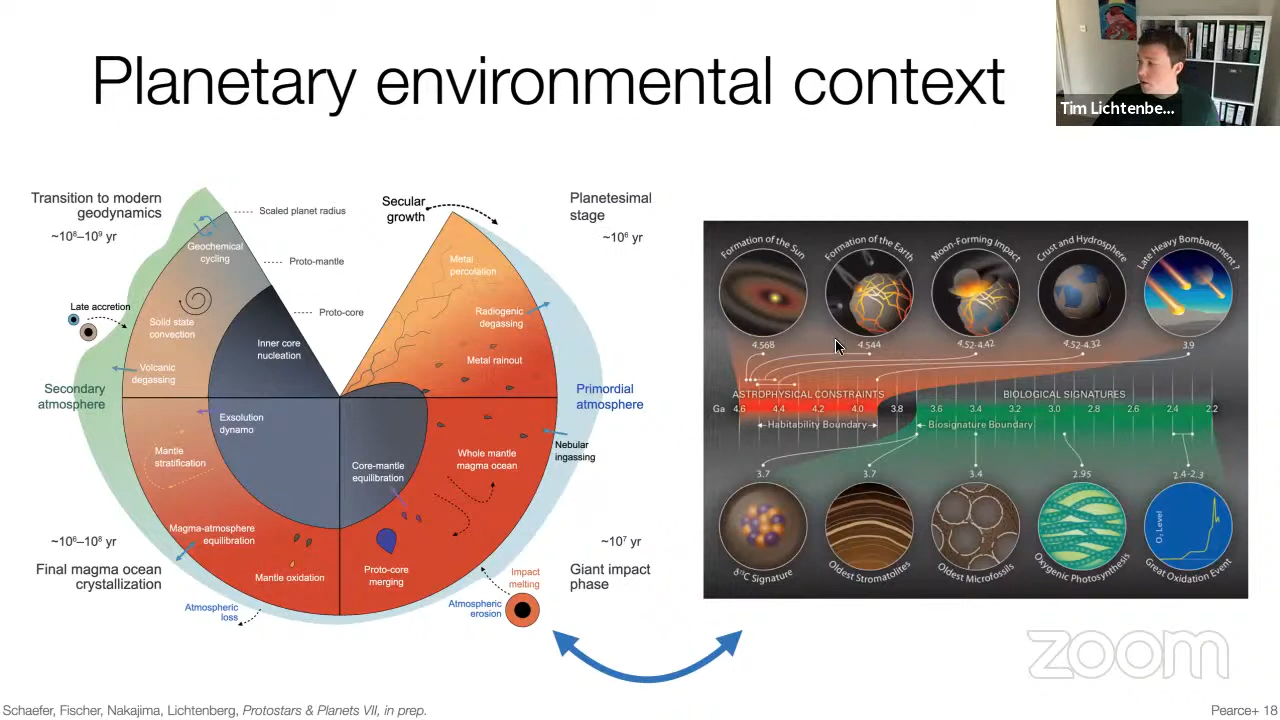 Planetary environmental context
Tim Lichtenbe...
Transition to modern
geodynamics
~10⁸–10⁹ yr
Scaled planet radius
Proto-mantle
Proto-core
Secular
growth
Planetesimal
stage
~10⁶ yr
Geochemical
cycling
Late accretion
Solid state
convection
Volcanic
degassing
Inner core
nucleation
Metal
percolation
Radiogenic
degassing
Metal rainout
Secondary
atmosphere
Primordial
atmosphere
Exsolution
dynamo
Mantle
stratification
Core-mantle
equilibration
Whole mantle
magma ocean
Nebular
ingassing
Magma-atmosphere
equilibration
Mantle oxidation
Proto-core
merging
~10⁶–10⁸ yr
Final magma ocean
crystallization
~10⁷ yr
Giant impact
phase
Atmospheric
loss
Impact
melting
Atmospheric
erosion
Formation of the Sun
Formation of the Earth
Moon-Forming Impact
Crust and Hydrosphere
Late Heavy Bombardment?
4.568
4.544
4.52-4.42
4.52-4.32
3.9
ASTROPHYSICAL CONSTRAINTS
BIOLOGICAL SIGNATURES
Ga 4.6 4.4 4.2 4.0 3.8 3.6 3.4 3.2 3.0 2.8 2.6 2.4 2.2
Habitability Boundary
Biosignature Boundary
3.7
3.7
3.4
2.95
2.4-2.3
O₂ Level
δ¹³C Signature
Oldest Stromatolites
Oldest Microfossils
Oxygenic Photosynthesis
Great Oxidation Event
zoom
Schaefer, Fischer, Nakajima, Lichtenberg, Protostars & Planets VII, in prep.
Pearce+ 18